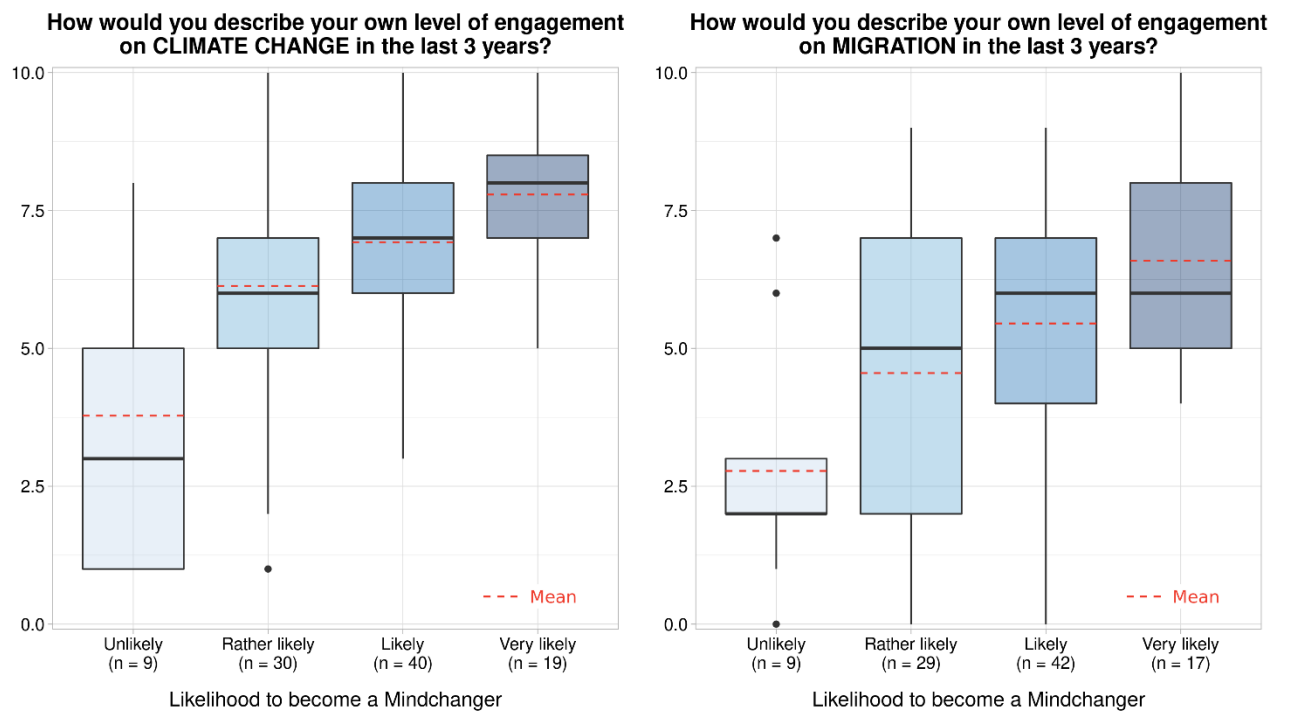 How would you describe your own level of engagement
on CLIMATE CHANGE in the last 3 years?
10.0
7.5
5.0
2.5
0.0
Mean
Unlikely
(n = 9)
Rather likely
(n = 30)
Likely
(n = 40)
Very likely
(n = 19)
Likelihood to become a Mindchanger
How would you describe your own level of engagement
on MIGRATION in the last 3 years?
10.0
7.5
5.0
2.5
0.0
Mean
Unlikely
(n = 9)
Rather likely
(n = 29)
Likely
(n = 42)
Very likely
(n = 17)
Likelihood to become a Mindchanger